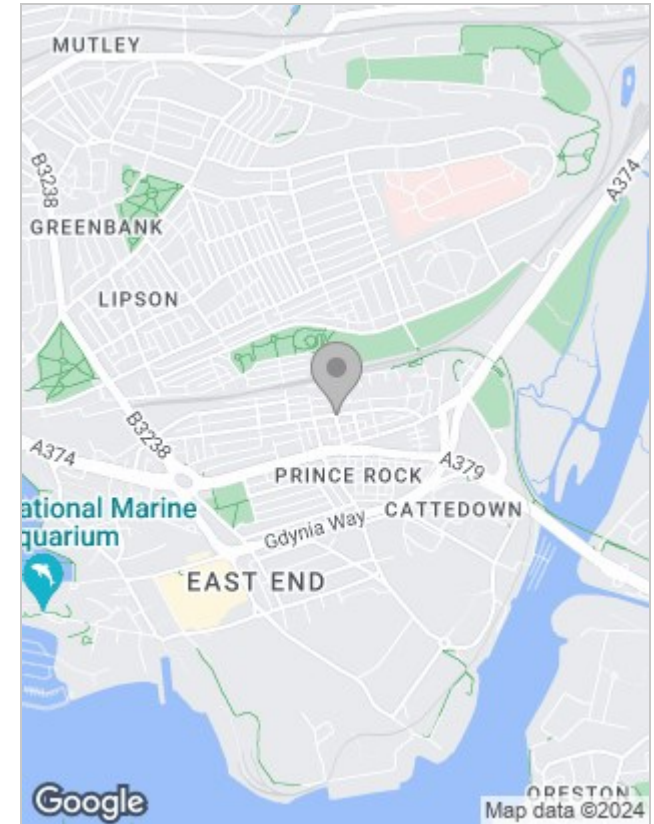 MUTLEY
B3238
A374
GREENBANK
LIPSON
B3238
A374
A379
PRINCE ROCK
ational Marine
quarium
CATTEDOWN
Gdynia Way
EAST END
ORESTON
Google
Map data ©2024